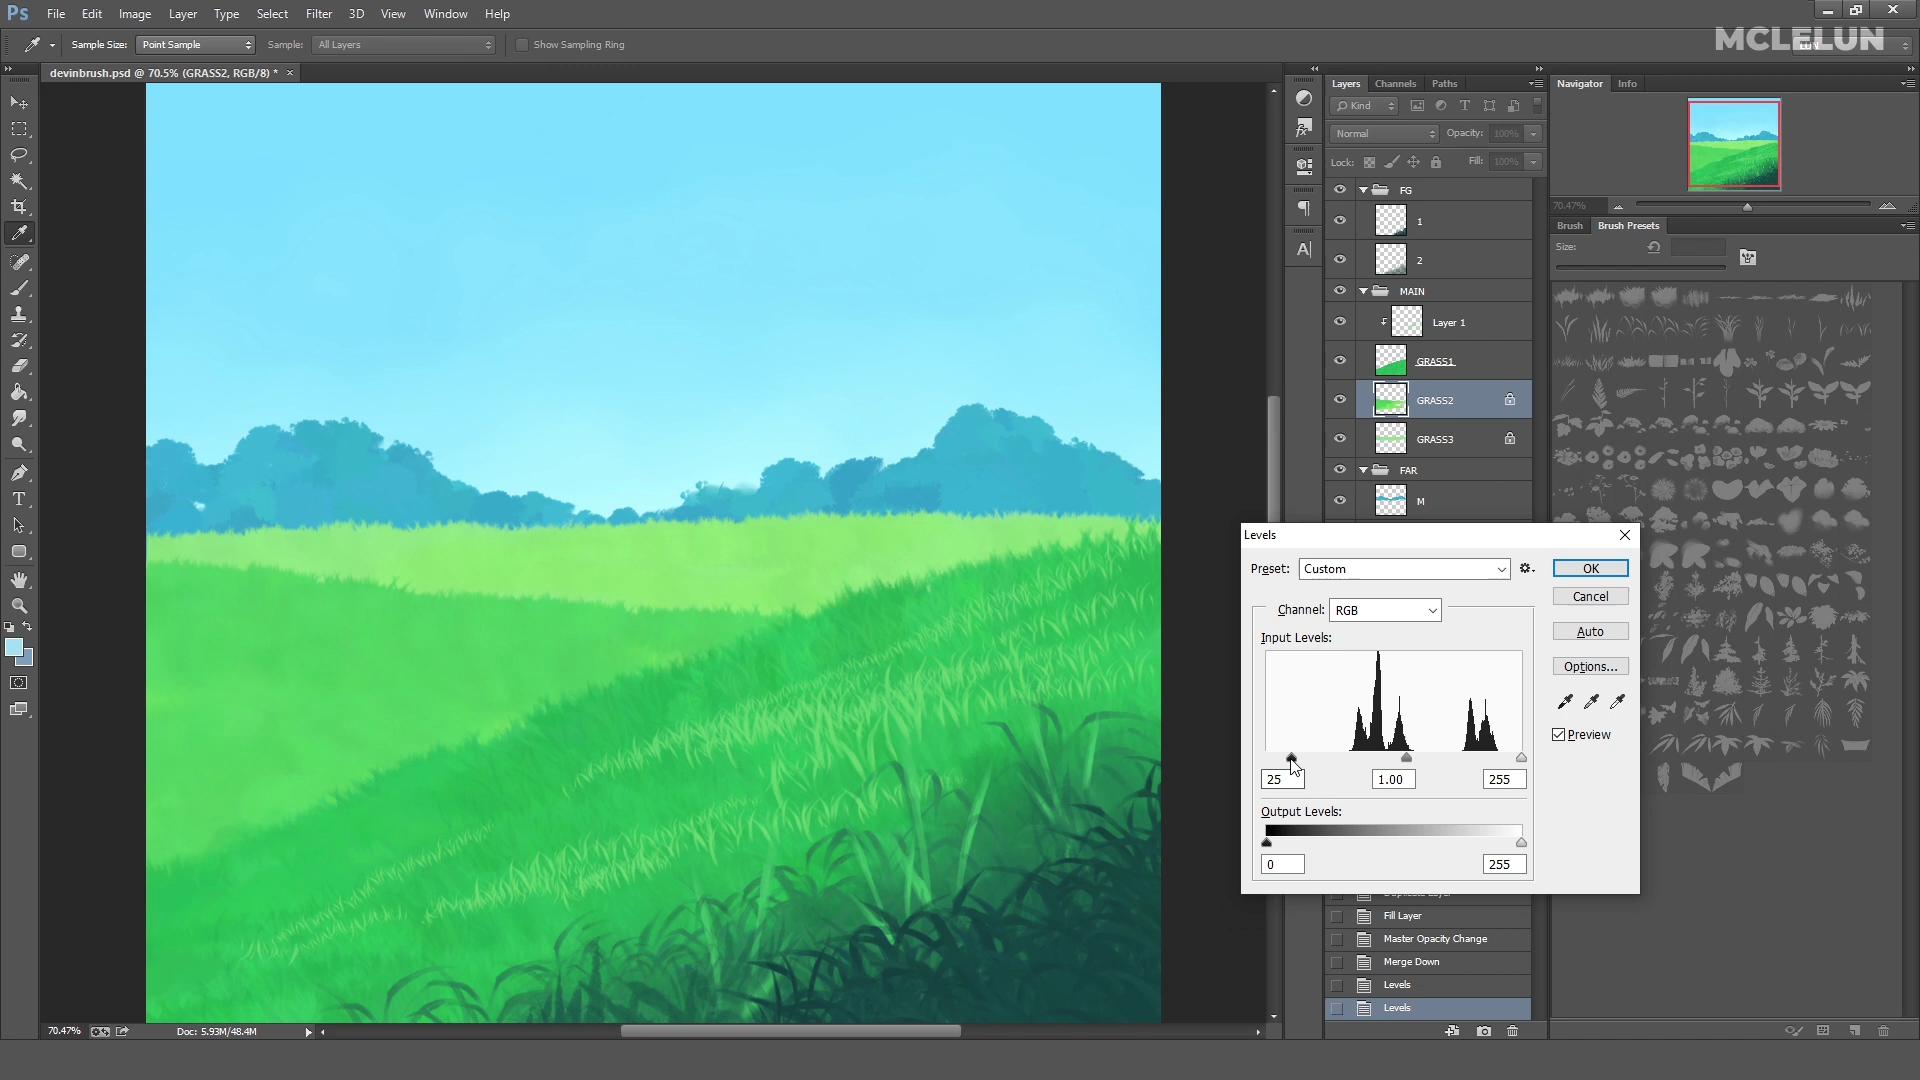 Ps File Edit Image Layer Type Select Filter 3D View Window Help
MCLELUN
Sample Size: Point Sample Sample: All Layers Show Sampling Ring
devinbrush.psd @ 70.5% (GRASS2, RGB/8) *
Layers Channels Paths
Kind
Normal Opacity: 100%
Lock: Fill: 100%
FG
1
2
MAIN
Layer 1
GRASS1
GRASS2
GRASS3
FAR
M
Navigator Info
70.47%
Brush Brush Presets
Size:
Levels
Preset: Custom
OK
Cancel
Channel: RGB
Auto
Input Levels:
Options...
Preview
25 1.00 255
Output Levels:
0 255
Duplicate Layer
Fill Layer
Master Opacity Change
Merge Down
Levels
Levels
70.47% Doc: 5.93M/48.4M